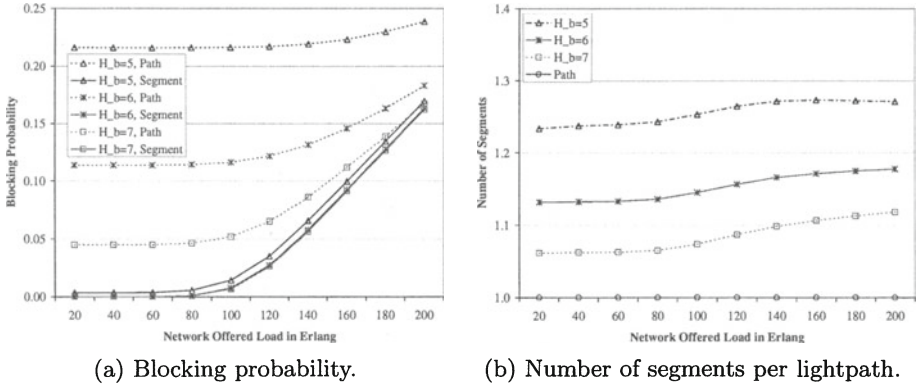 0.25
0.20
0.15
0.10
0.05
0.00
Blocking Probability
H_b=5, Path
H_b=5, Segment
H_b=6, Path
H_b=6, Segment
H_b=7, Path
H_b=7, Segment
20 40 60 80 100 120 140 160 180 200
Network Offered Load in Erlang
(a) Blocking probability.
1.4
1.3
1.2
1.1
1.0
Number of Segments
H_b=5
H_b=6
H_b=7
Path
20 40 60 80 100 120 140 160 180 200
Network Offered Load in Erlang
(b) Number of segments per lightpath.